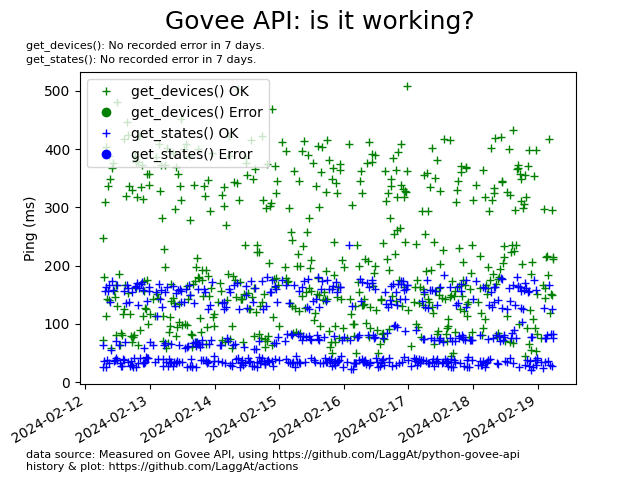 Govee API: is it working?
get_devices(): No recorded error in 7 days.
get_states(): No recorded error in 7 days.
get_devices() OK
get_devices() Error
get_states() OK
get_states() Error
Ping (ms)
500
400
300
200
100
0
2024-02-12
2024-02-13
2024-02-14
2024-02-15
2024-02-16
2024-02-17
2024-02-18
2024-02-19
data source: Measured on Govee API, using https://github.com/LaggAt/python-govee-api
history & plot: https://github.com/LaggAt/actions